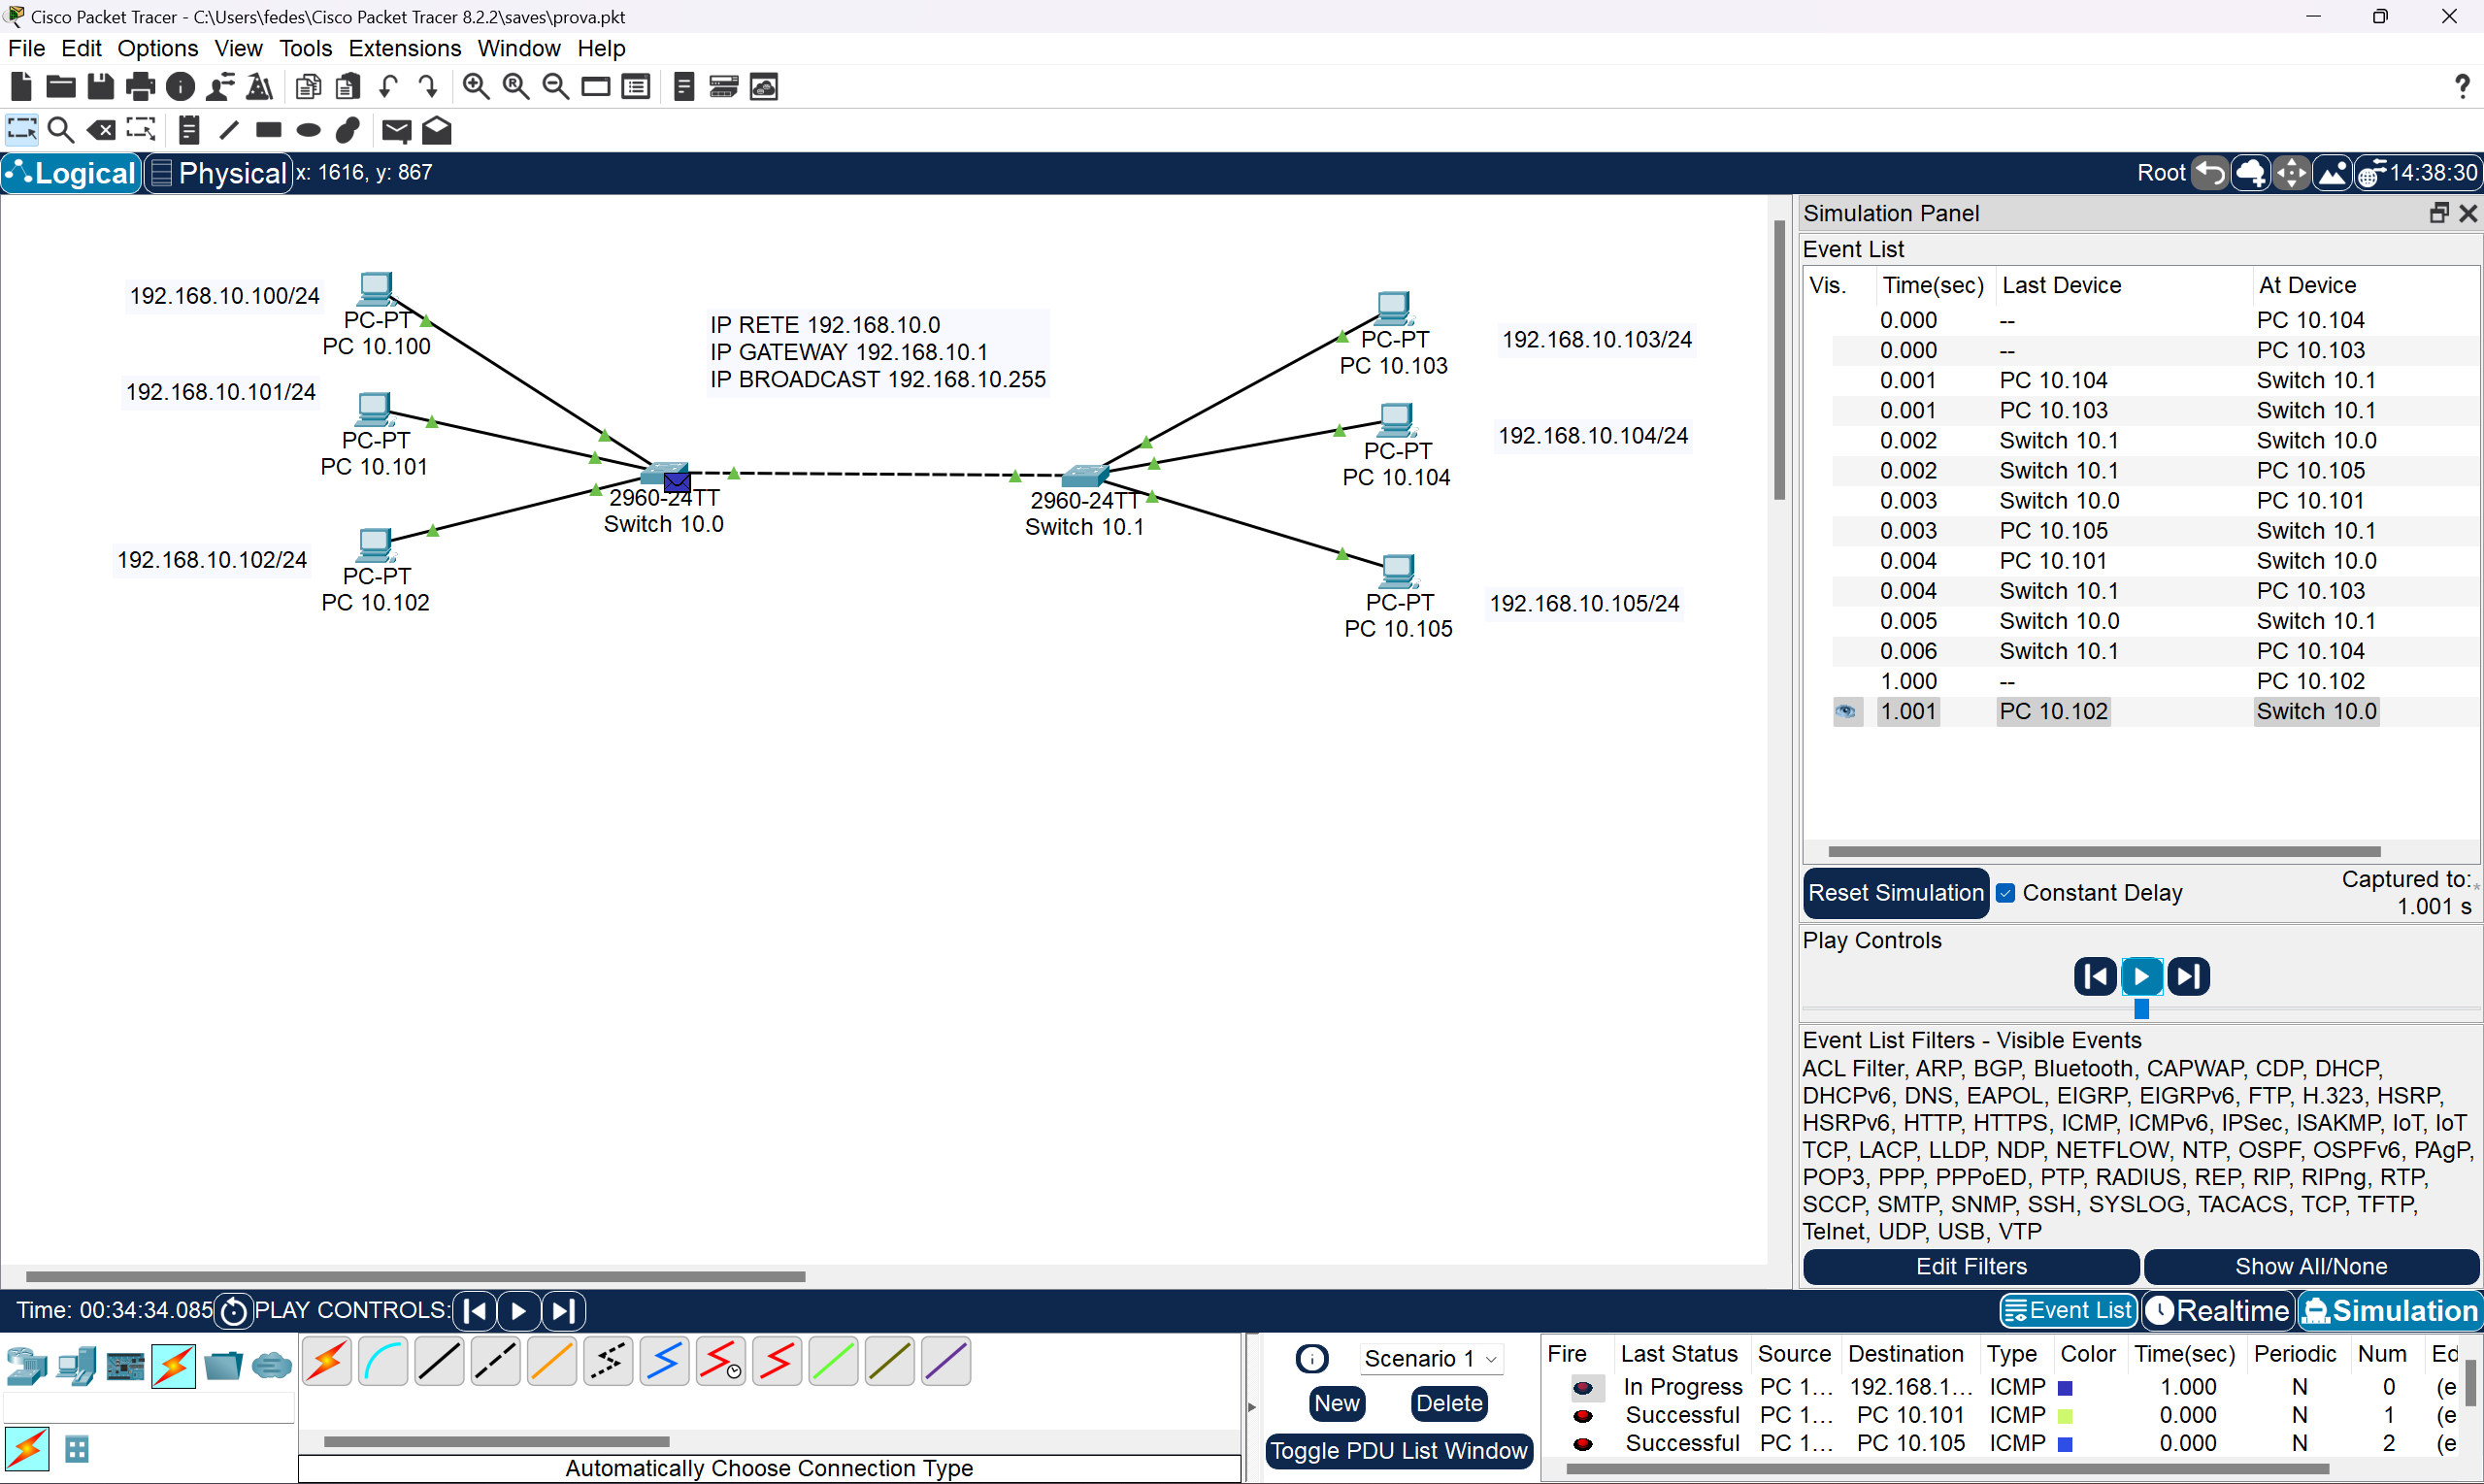 Cisco Packet Tracer - C:\Users\fedes\Cisco Packet Tracer 8.2.2\saves\prova.pkt
File Edit Options View Tools Extensions Window Help
Logical Physical x: 1616, y: 867 Root 14:38:30
192.168.10.100/24
PC-PT
PC 10.100
192.168.10.101/24
PC-PT
PC 10.101
192.168.10.102/24
PC-PT
PC 10.102
IP RETE 192.168.10.0
IP GATEWAY 192.168.10.1
IP BROADCAST 192.168.10.255
2960-24TT
Switch 10.0
2960-24TT
Switch 10.1
PC-PT
PC 10.103
192.168.10.103/24
PC-PT
PC 10.104
192.168.10.104/24
PC-PT
PC 10.105
192.168.10.105/24
Simulation Panel
Event List
Vis. Time(sec) Last Device At Device
0.000 -- PC 10.104
0.000 -- PC 10.103
0.001 PC 10.104 Switch 10.1
0.001 PC 10.103 Switch 10.1
0.002 Switch 10.1 Switch 10.0
0.002 Switch 10.1 PC 10.105
0.003 Switch 10.0 PC 10.101
0.003 PC 10.105 Switch 10.1
0.004 PC 10.101 Switch 10.0
0.004 Switch 10.1 PC 10.103
0.005 Switch 10.0 Switch 10.1
0.006 Switch 10.1 PC 10.104
1.000 -- PC 10.102
1.001 PC 10.102 Switch 10.0
Reset Simulation Constant Delay Captured to: *
1.001 s
Play Controls
Event List Filters - Visible Events
ACL Filter, ARP, BGP, Bluetooth, CAPWAP, CDP, DHCP,
DHCPv6, DNS, EAPOL, EIGRP, EIGRPv6, FTP, H.323, HSRP,
HSRPv6, HTTP, HTTPS, ICMP, ICMPv6, IPSec, ISAKMP, IoT, IoT
TCP, LACP, LLDP, NDP, NETFLOW, NTP, OSPF, OSPFv6, PAgP,
POP3, PPP, PPPoED, PTP, RADIUS, REP, RIP, RIPng, RTP,
SCCP, SMTP, SNMP, SSH, SYSLOG, TACACS, TCP, TFTP,
Telnet, UDP, USB, VTP
Edit Filters Show All/None
Time: 00:34:34.085 PLAY CONTROLS: Event List Realtime Simulation
Automatically Choose Connection Type
Scenario 1
New Delete
Toggle PDU List Window
Fire Last Status Source Destination Type Color Time(sec) Periodic Num Ed
In Progress PC 1... 192.168.1... ICMP 1.000 N 0 (e
Successful PC 1... PC 10.101 ICMP 0.000 N 1 (e
Successful PC 1... PC 10.105 ICMP 0.000 N 2 (e